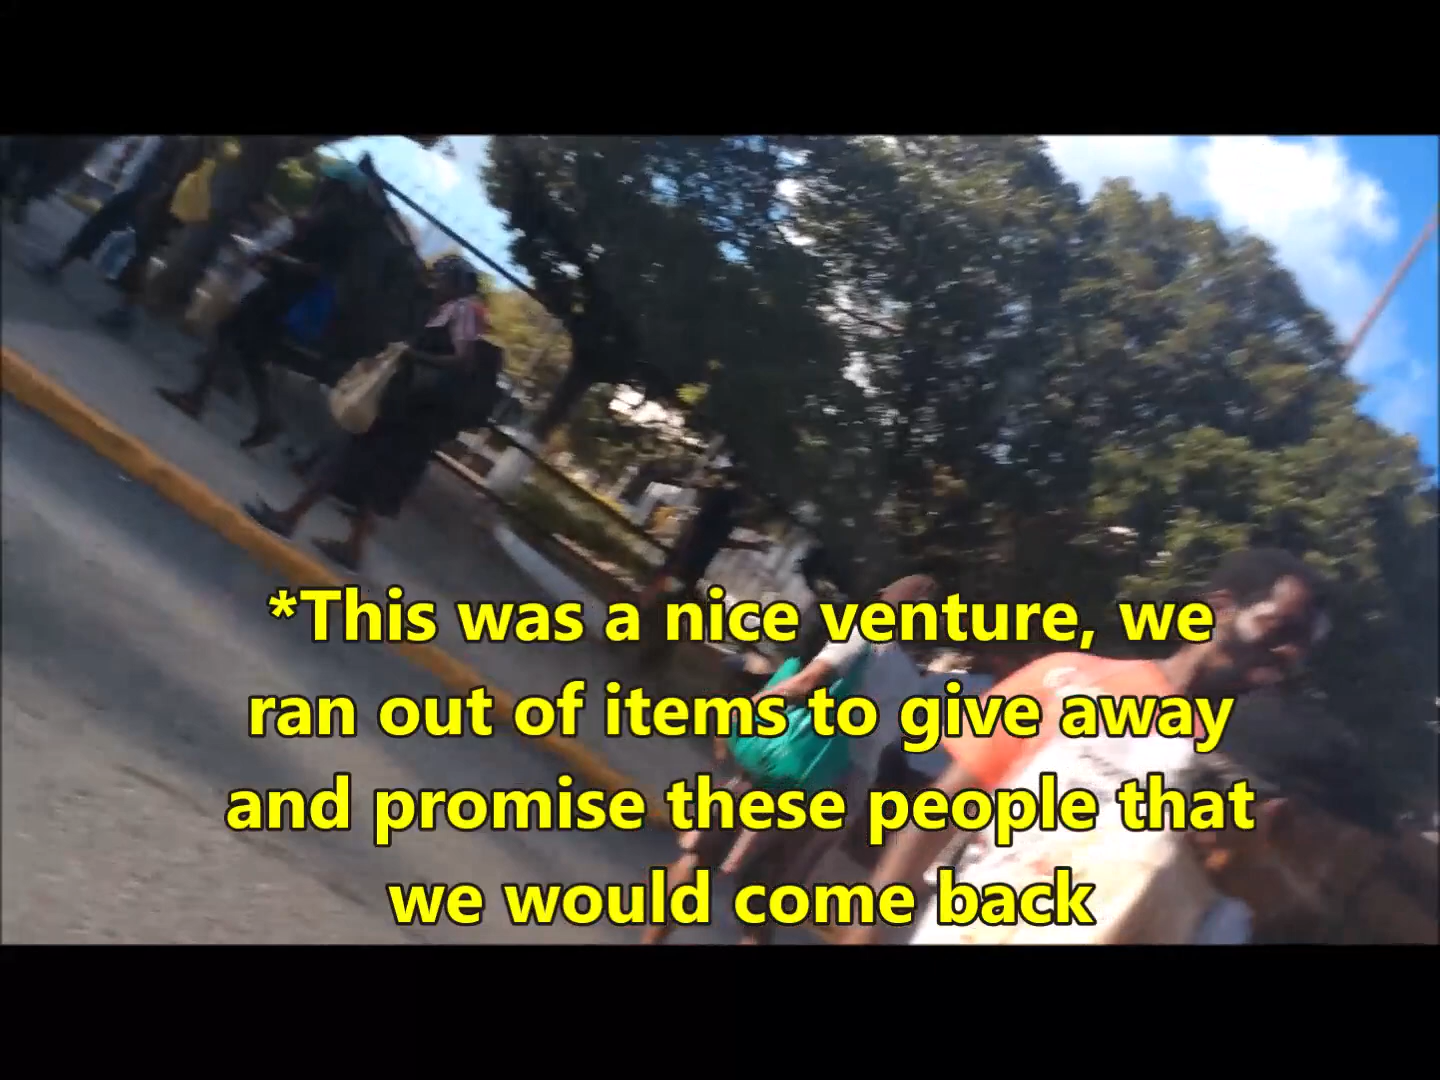 *This was a nice venture, we
ran out of items to give away
and promise these people that
we would come back